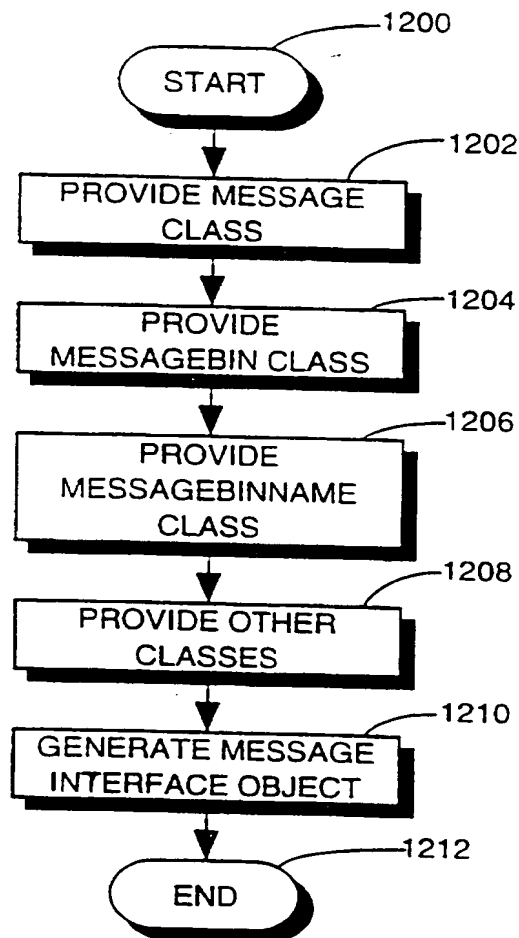 1200
START
1202
PROVIDE MESSAGE
CLASS
1204
PROVIDE
MESSAGEBIN CLASS
1206
PROVIDE
MESSAGEBINNAME
CLASS
1208
PROVIDE OTHER
CLASSES
1210
GENERATE MESSAGE
INTERFACE OBJECT
1212
END